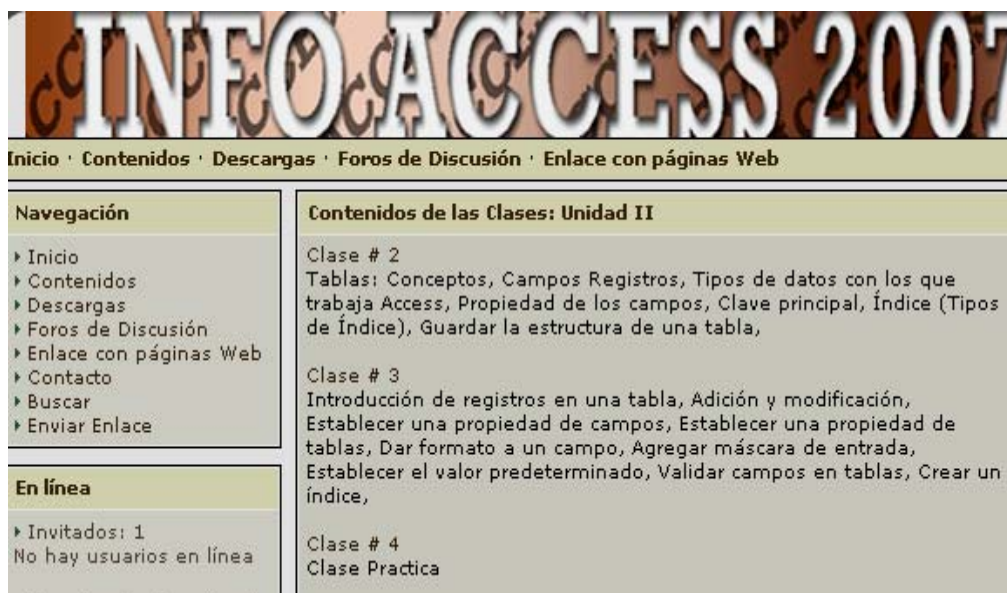 INFO ACCESS 2007
Inicio · Contenidos · Descargas · Foros de Discusión · Enlace con páginas Web
Navegación
Inicio
Contenidos
Descargas
Foros de Discusión
Enlace con páginas Web
Contacto
Buscar
Enviar Enlace
En línea
Invitados: 1
No hay usuarios en línea
Contenidos de las Clases: Unidad II
Clase # 2
Tablas: Conceptos, Campos Registros, Tipos de datos con los que
trabaja Access, Propiedad de los campos, Clave principal, Índice (Tipos
de Índice), Guardar la estructura de una tabla,
Clase # 3
Introducción de registros en una tabla, Adición y modificación,
Establecer una propiedad de campos, Establecer una propiedad de
tablas, Dar formato a un campo, Agregar máscara de entrada,
Establecer el valor predeterminado, Validar campos en tablas, Crear un
índice,
Clase # 4
Clase Practica